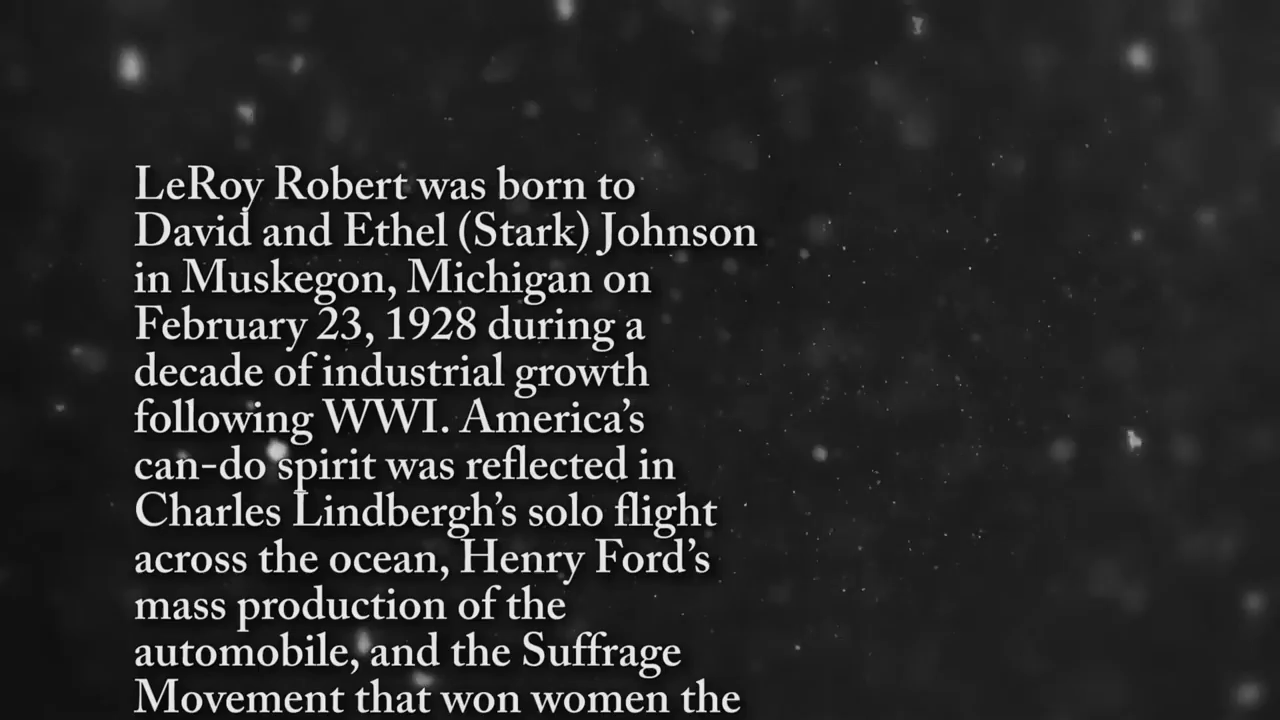 LeRoy Robert was born to
David and Ethel (Stark) Johnson
in Muskegon, Michigan on
February 23, 1928 during a
decade of industrial growth
following WWI. America’s
can-do spirit was reflected in
Charles Lindbergh’s solo flight
across the ocean, Henry Ford’s
mass production of the
automobile, and the Suffrage
Movement that won women the